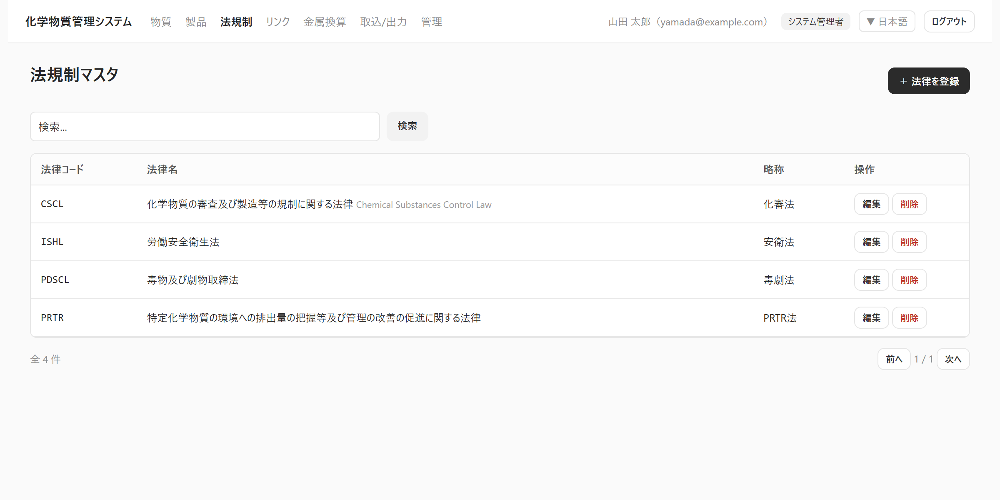 化学物質管理システム 物質 製品 法規制 リンク 金属換算 取込/出力 管理 山田 太郎（yamada@example.com） システム管理者 ▼ 日本語 ログアウト
法規制マスタ
＋ 法律を登録
検索... 検索
法律コード 法律名 略称 操作
CSCL 化学物質の審査及び製造等の規制に関する法律 Chemical Substances Control Law 化審法 編集 削除
ISHL 労働安全衛生法 安衛法 編集 削除
PDSCL 毒物及び劇物取締法 毒劇法 編集 削除
PRTR 特定化学物質の環境への排出量の把握等及び管理の改善の促進に関する法律 PRTR法 編集 削除
全 4 件 前へ 1 / 1 次へ